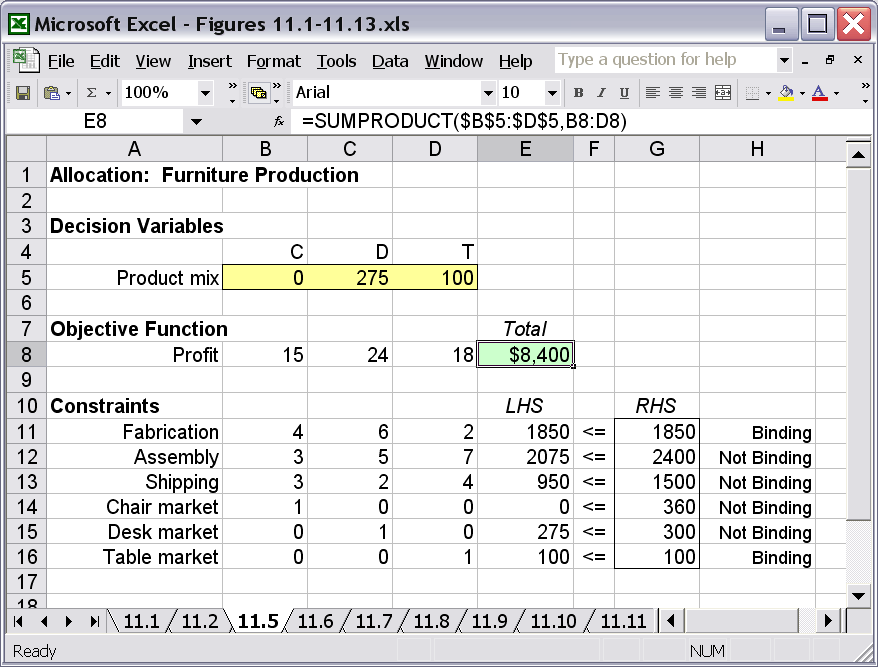 Microsoft Excel - Figures 11.1-11.13.xls
File Edit View Insert Format Tools Data Window Help Type a question for help
Σ 100% » » Arial 10 B I U A »
E8 fx =SUMPRODUCT($B$5:$D$5,B8:D8)
A B C D E F G H
1 Allocation: Furniture Production
2
3 Decision Variables
4 C D T
5 Product mix 0 275 100
6
7 Objective Function Total
8 Profit 15 24 18 $8,400
9
10 Constraints LHS RHS
11 Fabrication 4 6 2 1850 <= 1850 Binding
12 Assembly 3 5 7 2075 <= 2400 Not Binding
13 Shipping 3 2 4 950 <= 1500 Not Binding
14 Chair market 1 0 0 0 <= 360 Not Binding
15 Desk market 0 1 0 275 <= 300 Not Binding
16 Table market 0 0 1 100 <= 100 Binding
17
18
11.1 11.2 11.5 11.6 11.7 11.8 11.9 11.10 11.11
Ready NUM